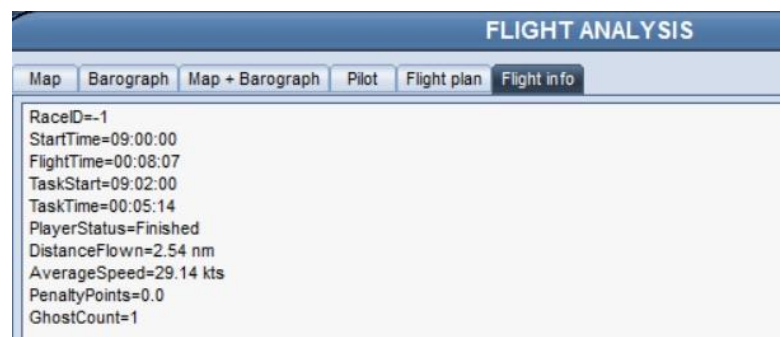 FLIGHT ANALYSIS
Map Barograph Map + Barograph Pilot Flight plan Flight info
RaceID=-1
StartTime=09:00:00
FlightTime=00:08:07
TaskStart=09:02:00
TaskTime=00:05:14
PlayerStatus=Finished
DistanceFlown=2.54 nm
AverageSpeed=29.14 kts
PenaltyPoints=0.0
GhostCount=1